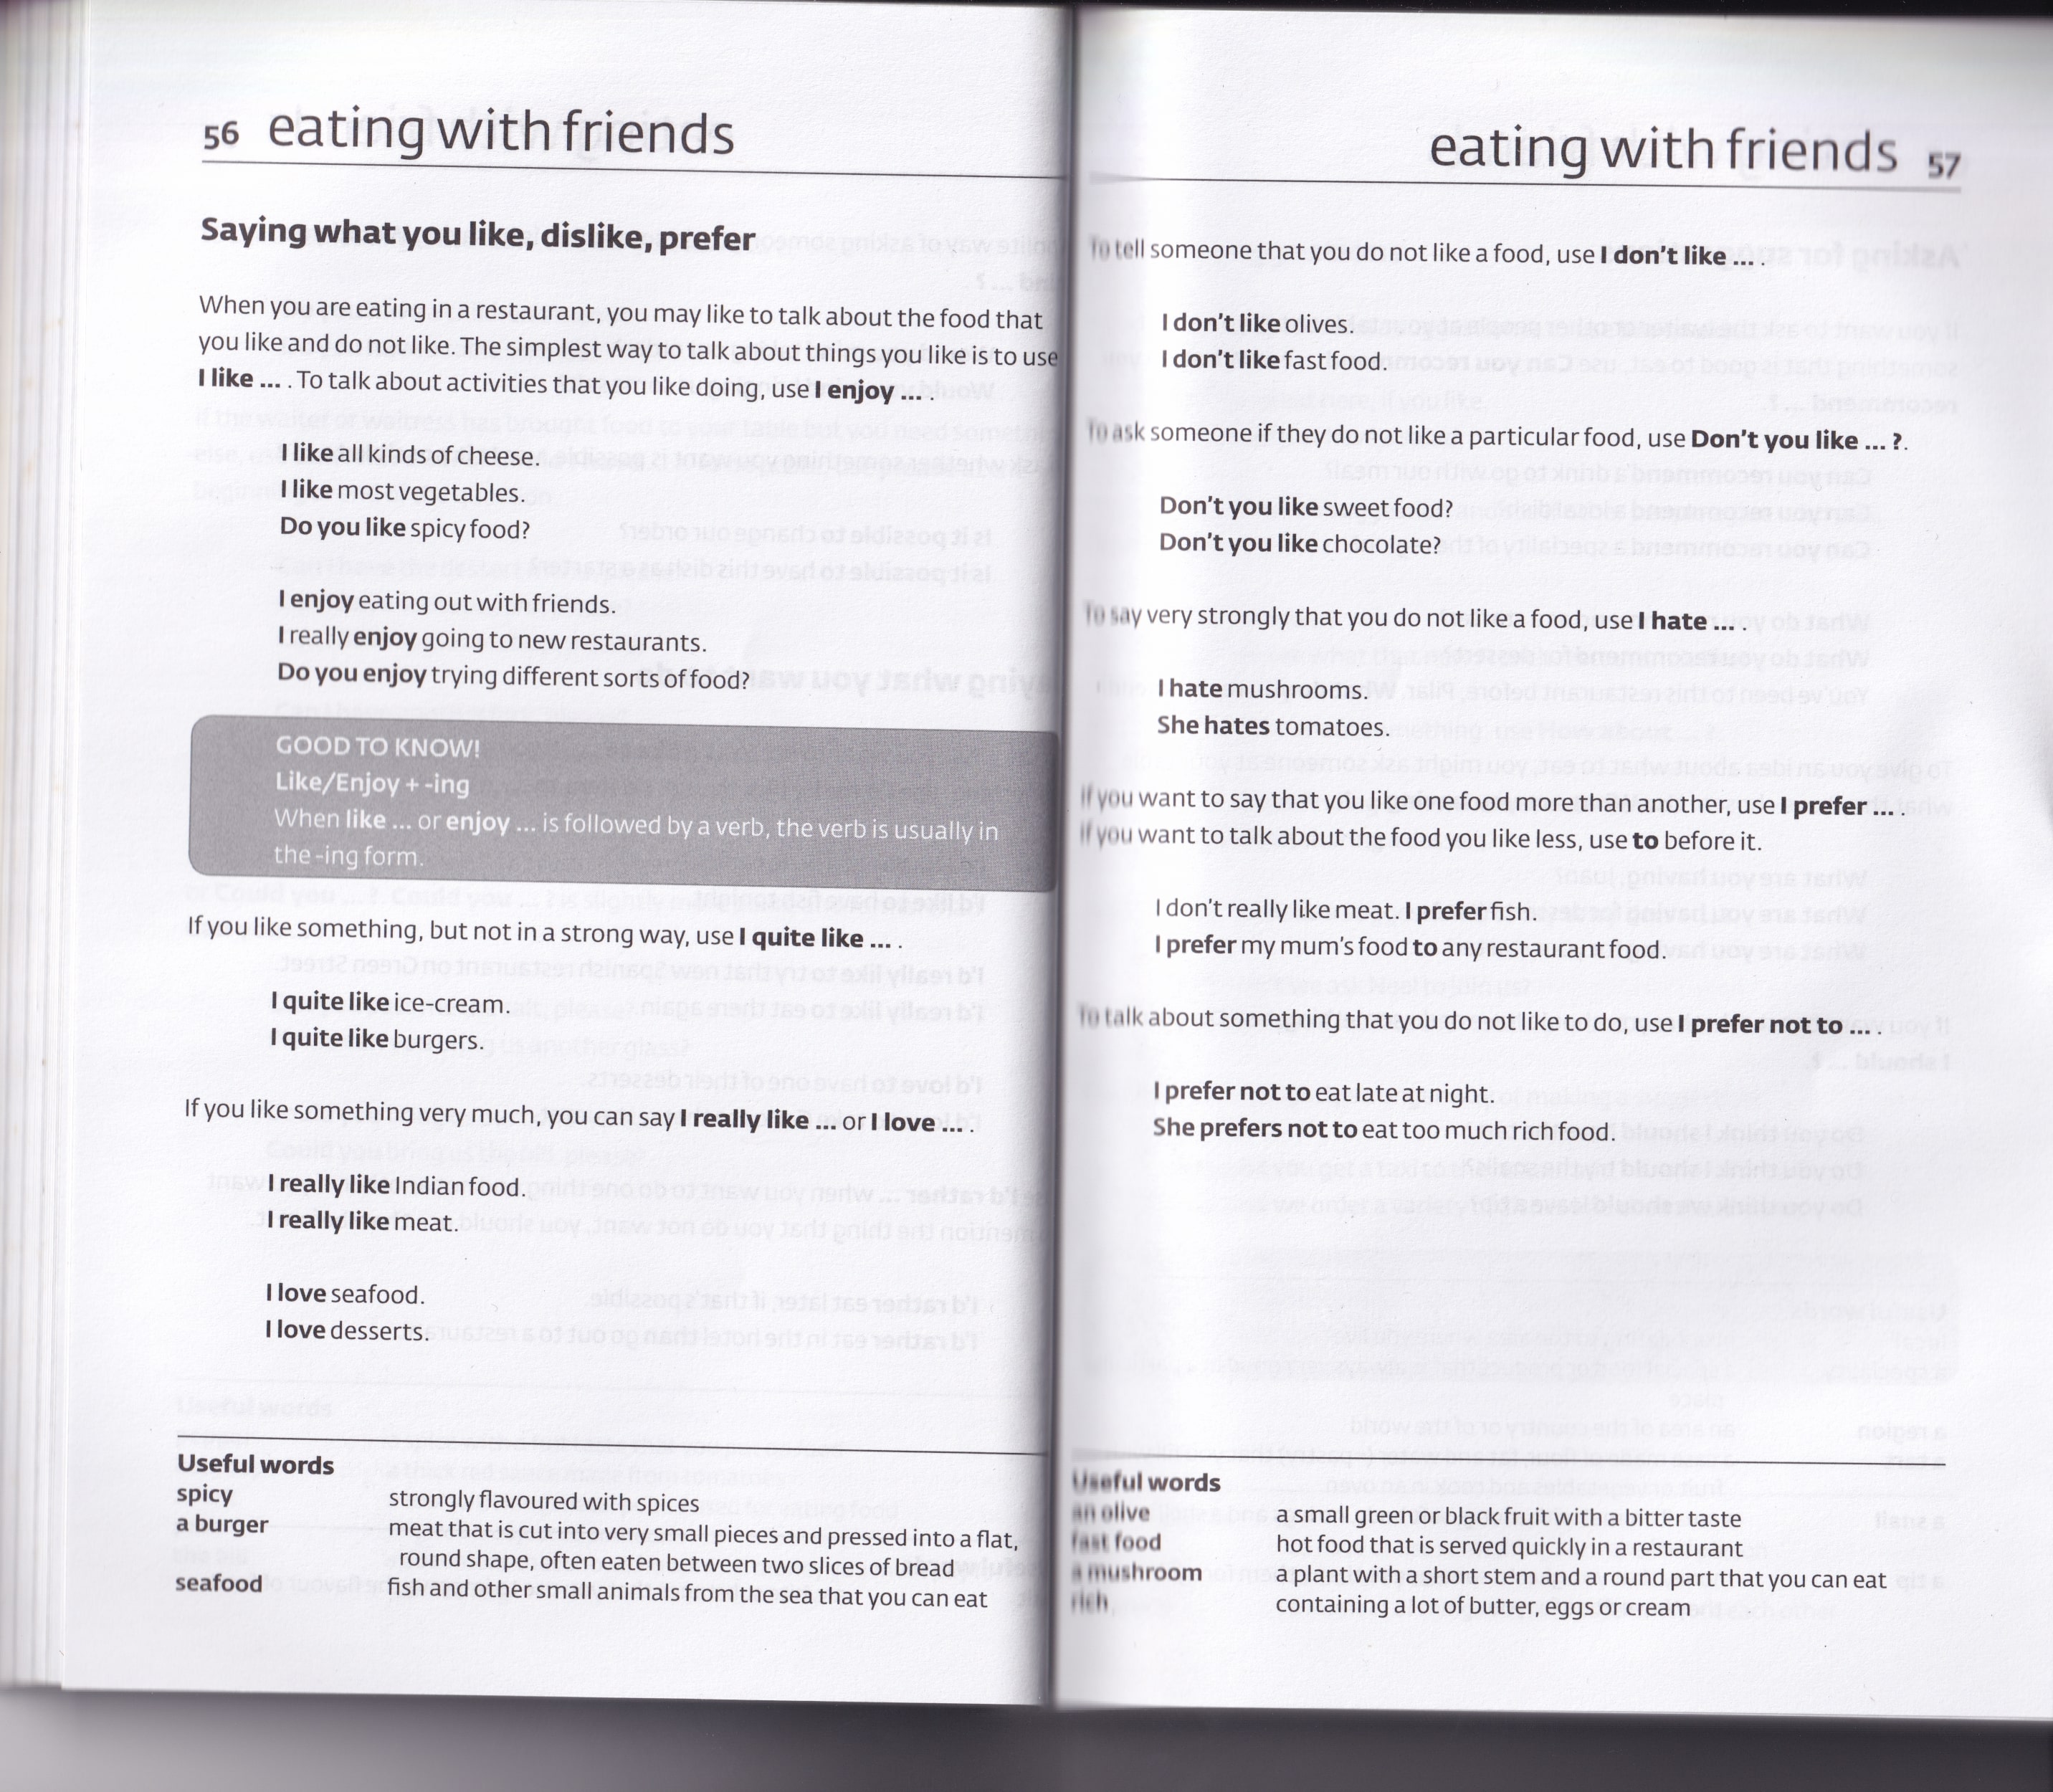 56 eating with friends
Saying what you like, dislike, prefer
When you are eating in a restaurant, you may like to talk about the food that
you like and do not like. The simplest way to talk about things you like is to use
I like ... . To talk about activities that you like doing, use I enjoy ... .
I like all kinds of cheese.
I like most vegetables.
Do you like spicy food?
I enjoy eating out with friends.
I really enjoy going to new restaurants.
Do you enjoy trying different sorts of food?
GOOD TO KNOW!
Like/Enjoy + -ing
When like ... or enjoy ... is followed by a verb, the verb is usually in
the -ing form.
If you like something, but not in a strong way, use I quite like ... .
I quite like ice-cream.
I quite like burgers.
If you like something very much, you can say I really like ... or I love ... .
I really like Indian food.
I really like meat.
I love seafood.
I love desserts.
Useful words
spicy strongly flavoured with spices
a burger meat that is cut into very small pieces and pressed into a flat,
round shape, often eaten between two slices of bread
seafood fish and other small animals from the sea that you can eat
eating with friends 57
To tell someone that you do not like a food, use I don't like ... .
I don't like olives.
I don't like fast food.
To ask someone if they do not like a particular food, use Don't you like ... ?.
Don't you like sweet food?
Don't you like chocolate?
To say very strongly that you do not like a food, use I hate ... .
I hate mushrooms.
She hates tomatoes.
If you want to say that you like one food more than another, use I prefer ... .
If you want to talk about the food you like less, use to before it.
I don't really like meat. I prefer fish.
I prefer my mum's food to any restaurant food.
To talk about something that you do not like to do, use I prefer not to ... .
I prefer not to eat late at night.
She prefers not to eat too much rich food.
Useful words
an olive a small green or black fruit with a bitter taste
fast food hot food that is served quickly in a restaurant
a mushroom a plant with a short stem and a round part that you can eat
rich containing a lot of butter, eggs or cream